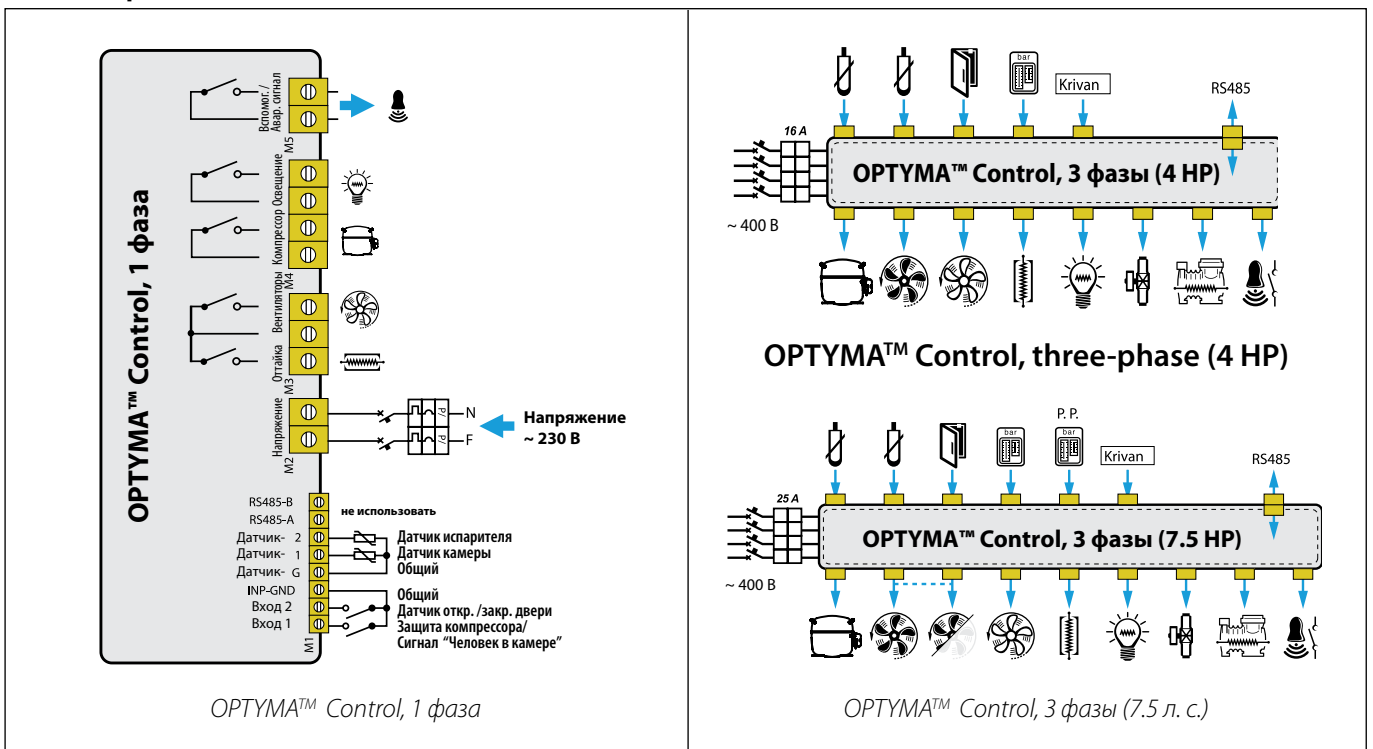 OPTYMA™ Control, 1 фаза
Вспомог./
Авар. сигнал
M5
Освещение
Компрессор
M4
Вентиляторы
Оттайка
M3
Напряжение
M2
P/
N
P/
F
Напряжение
~ 230 В
RS485-B
RS485-A
не использовать
Датчик- 2
Датчик испарителя
Датчик- 1
Датчик камеры
Датчик- G
Общий
INP-GND
Общий
Вход 2
Датчик откр. /закр. двери
Вход 1
Защита компрессора/
Сигнал “Человек в камере”
M1
OPTYMA™ Control, 1 фаза
bar
Krivan
RS485
16 A
OPTYMA™ Control, 3 фазы (4 HP)
~ 400 В
OPTYMA™ Control, three-phase (4 HP)
P. P.
bar
bar
Krivan
RS485
25 A
OPTYMA™ Control, 3 фазы (7.5 HP)
~ 400 В
OPTYMA™ Control, 3 фазы (7.5 л. с.)